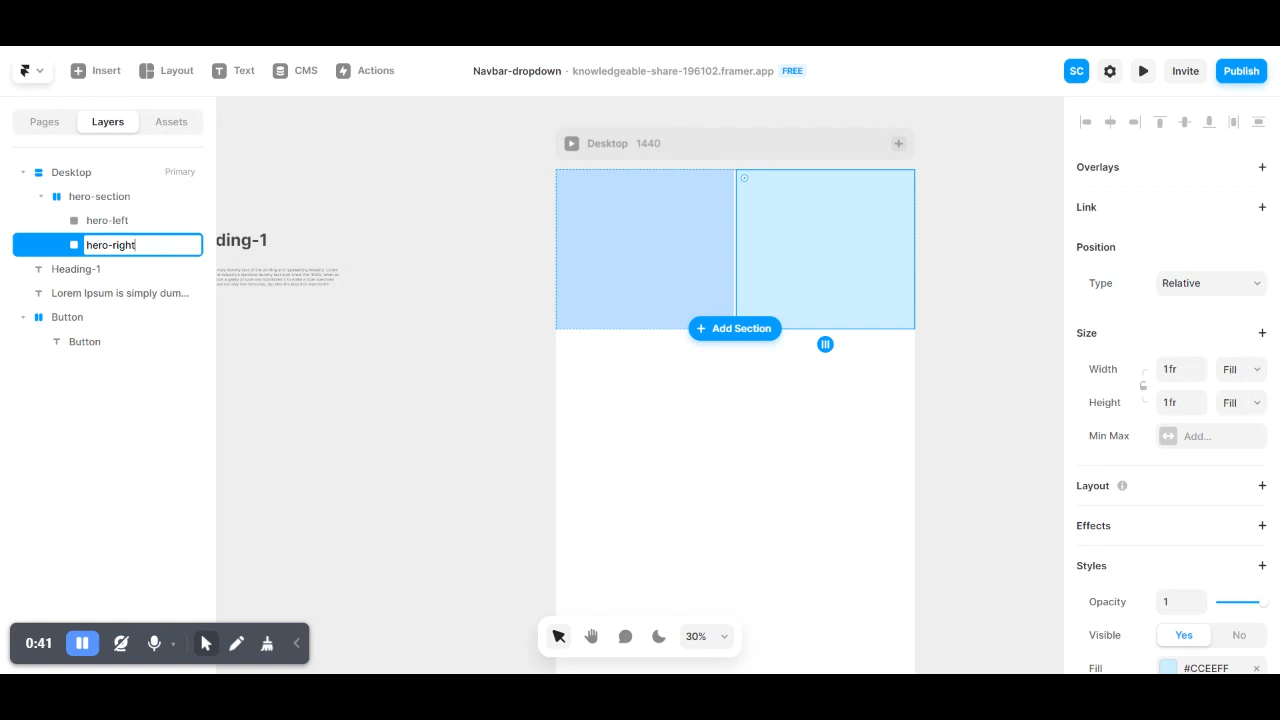 Insert Layout Text CMS Actions
Navbar-dropdown · knowledgeable-share-196102.framer.app FREE
SC Invite Publish
Pages Layers Assets
Desktop Primary
hero-section
hero-left
hero-right
Heading-1
Lorem Ipsum is simply dum...
Button
Button
Desktop 1440
ding-1
+ Add Section
Overlays +
Link +
Position
Type Relative
Size +
Width 1fr Fill
Height 1fr Fill
Min Max Add...
Layout +
Effects +
Styles +
Opacity 1
Visible Yes No
Fill #CCEEFF ×
0:41
30%